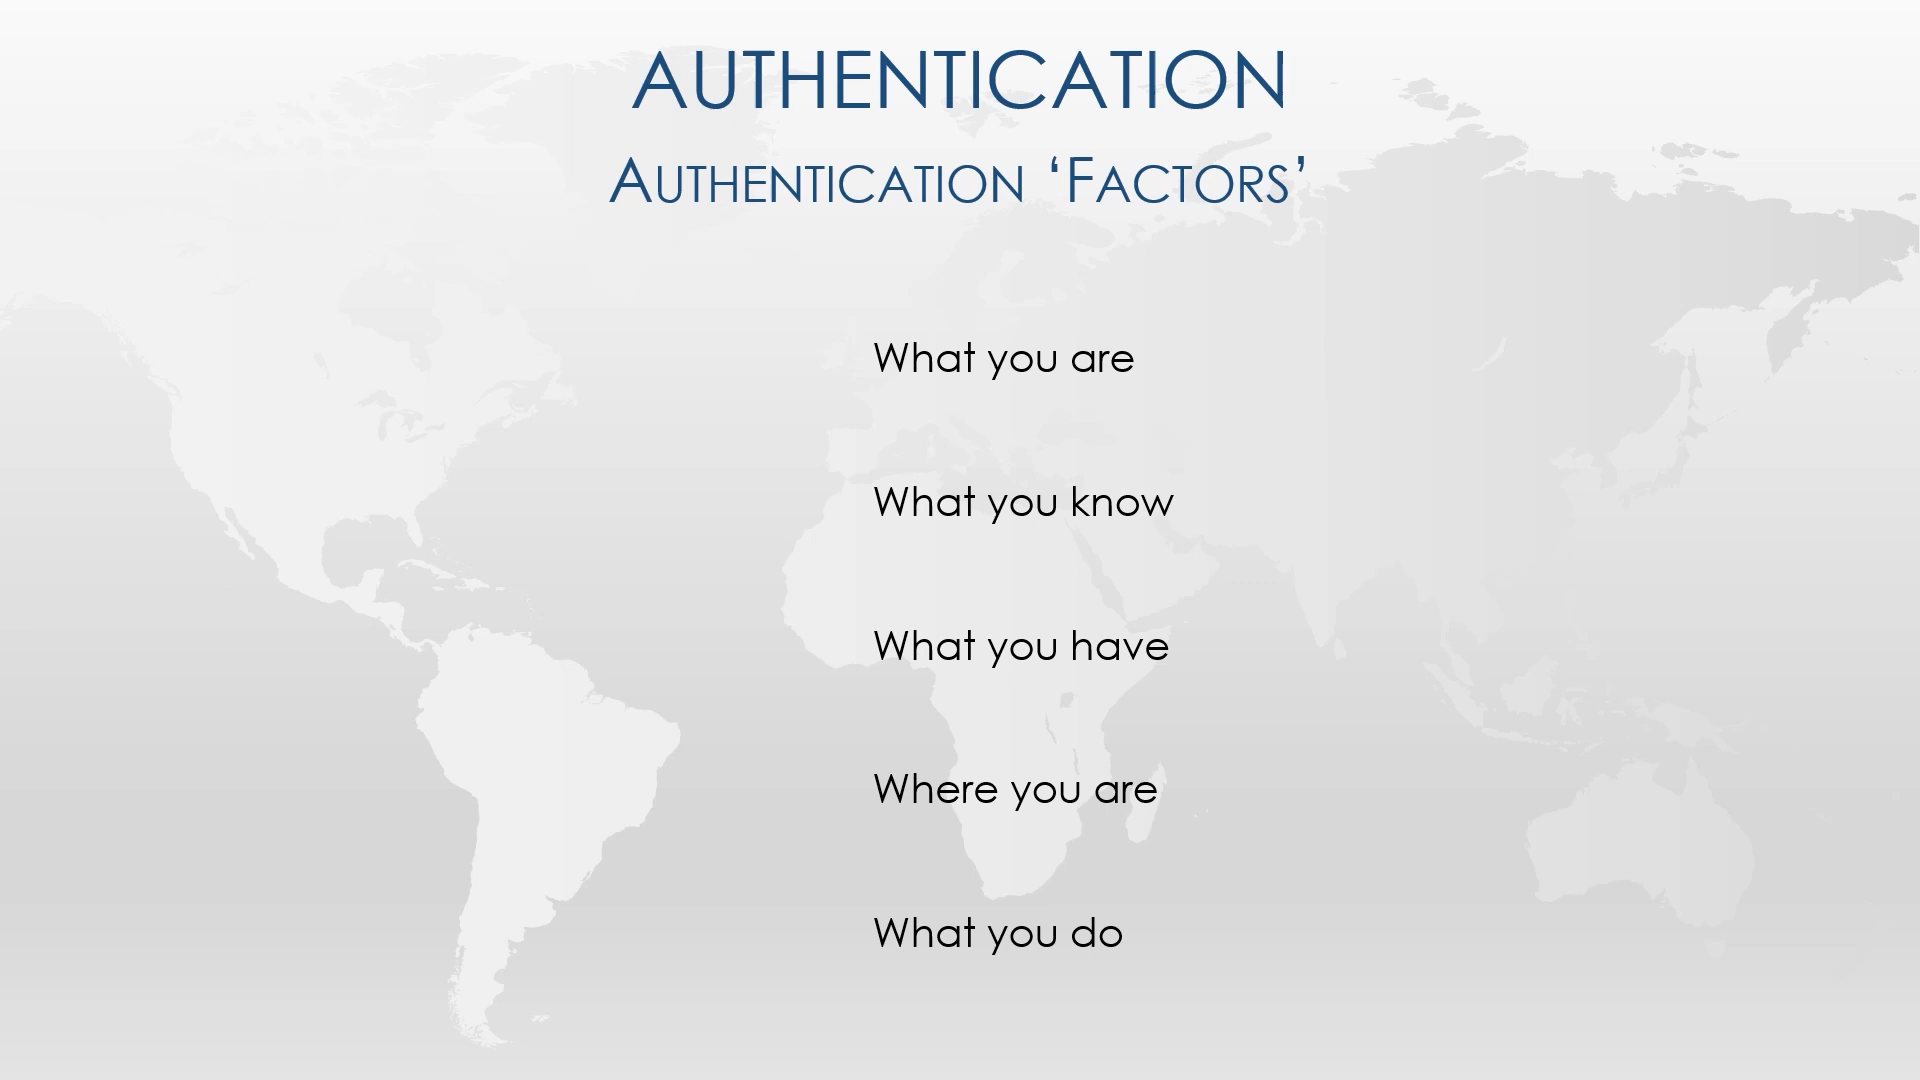 AUTHENTICATION
AUTHENTICATION ‘FACTORS’
What you are
What you know
What you have
Where you are
What you do